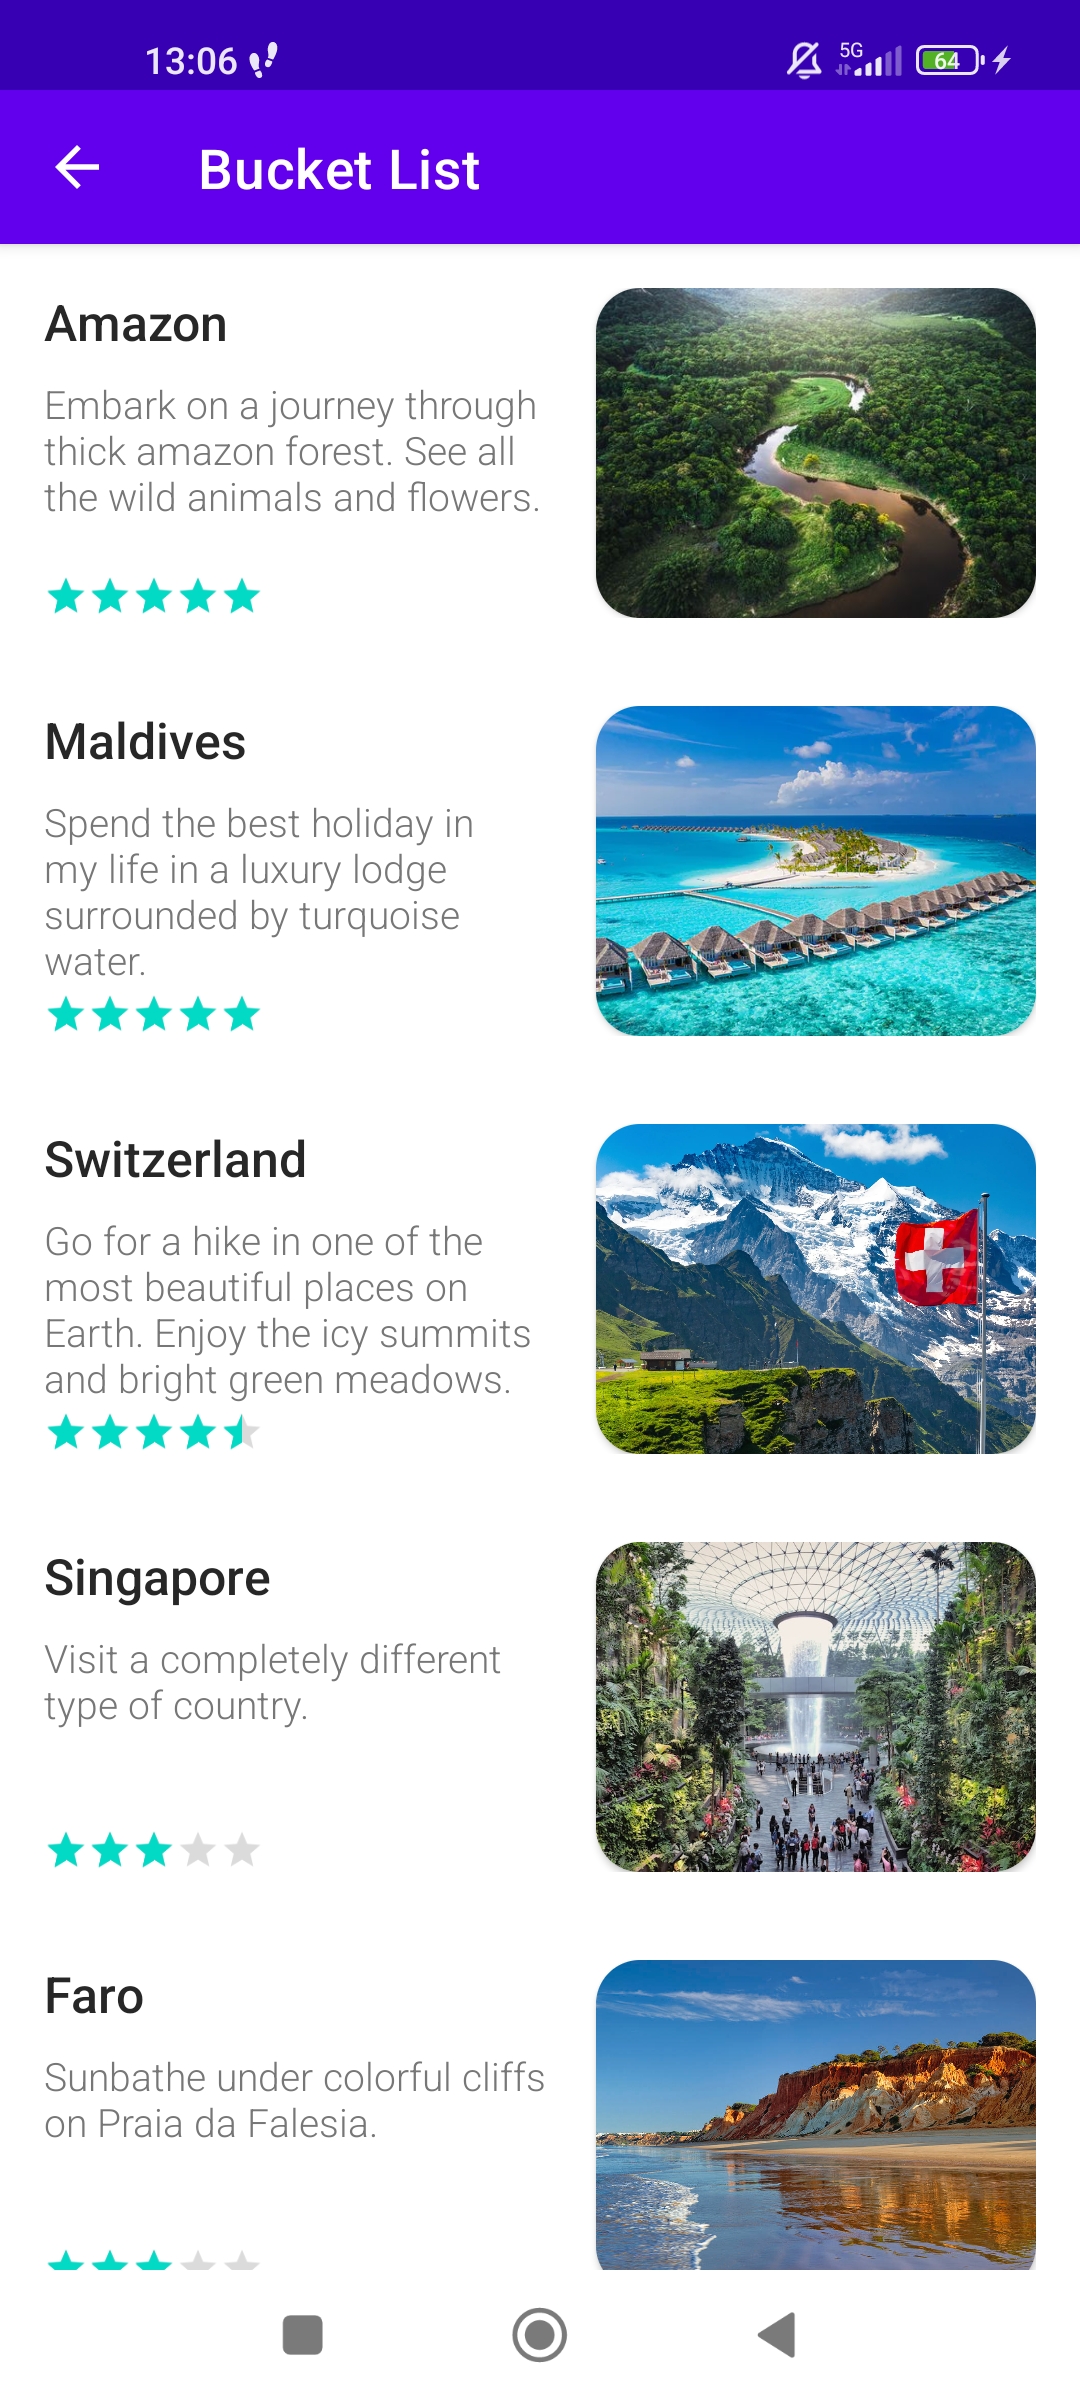 13:06
5G
64
Bucket List
Amazon
Embark on a journey through
thick amazon forest. See all
the wild animals and flowers.
Maldives
Spend the best holiday in
my life in a luxury lodge
surrounded by turquoise
water.
Switzerland
Go for a hike in one of the
most beautiful places on
Earth. Enjoy the icy summits
and bright green meadows.
Singapore
Visit a completely different
type of country.
Faro
Sunbathe under colorful cliffs
on Praia da Falesia.